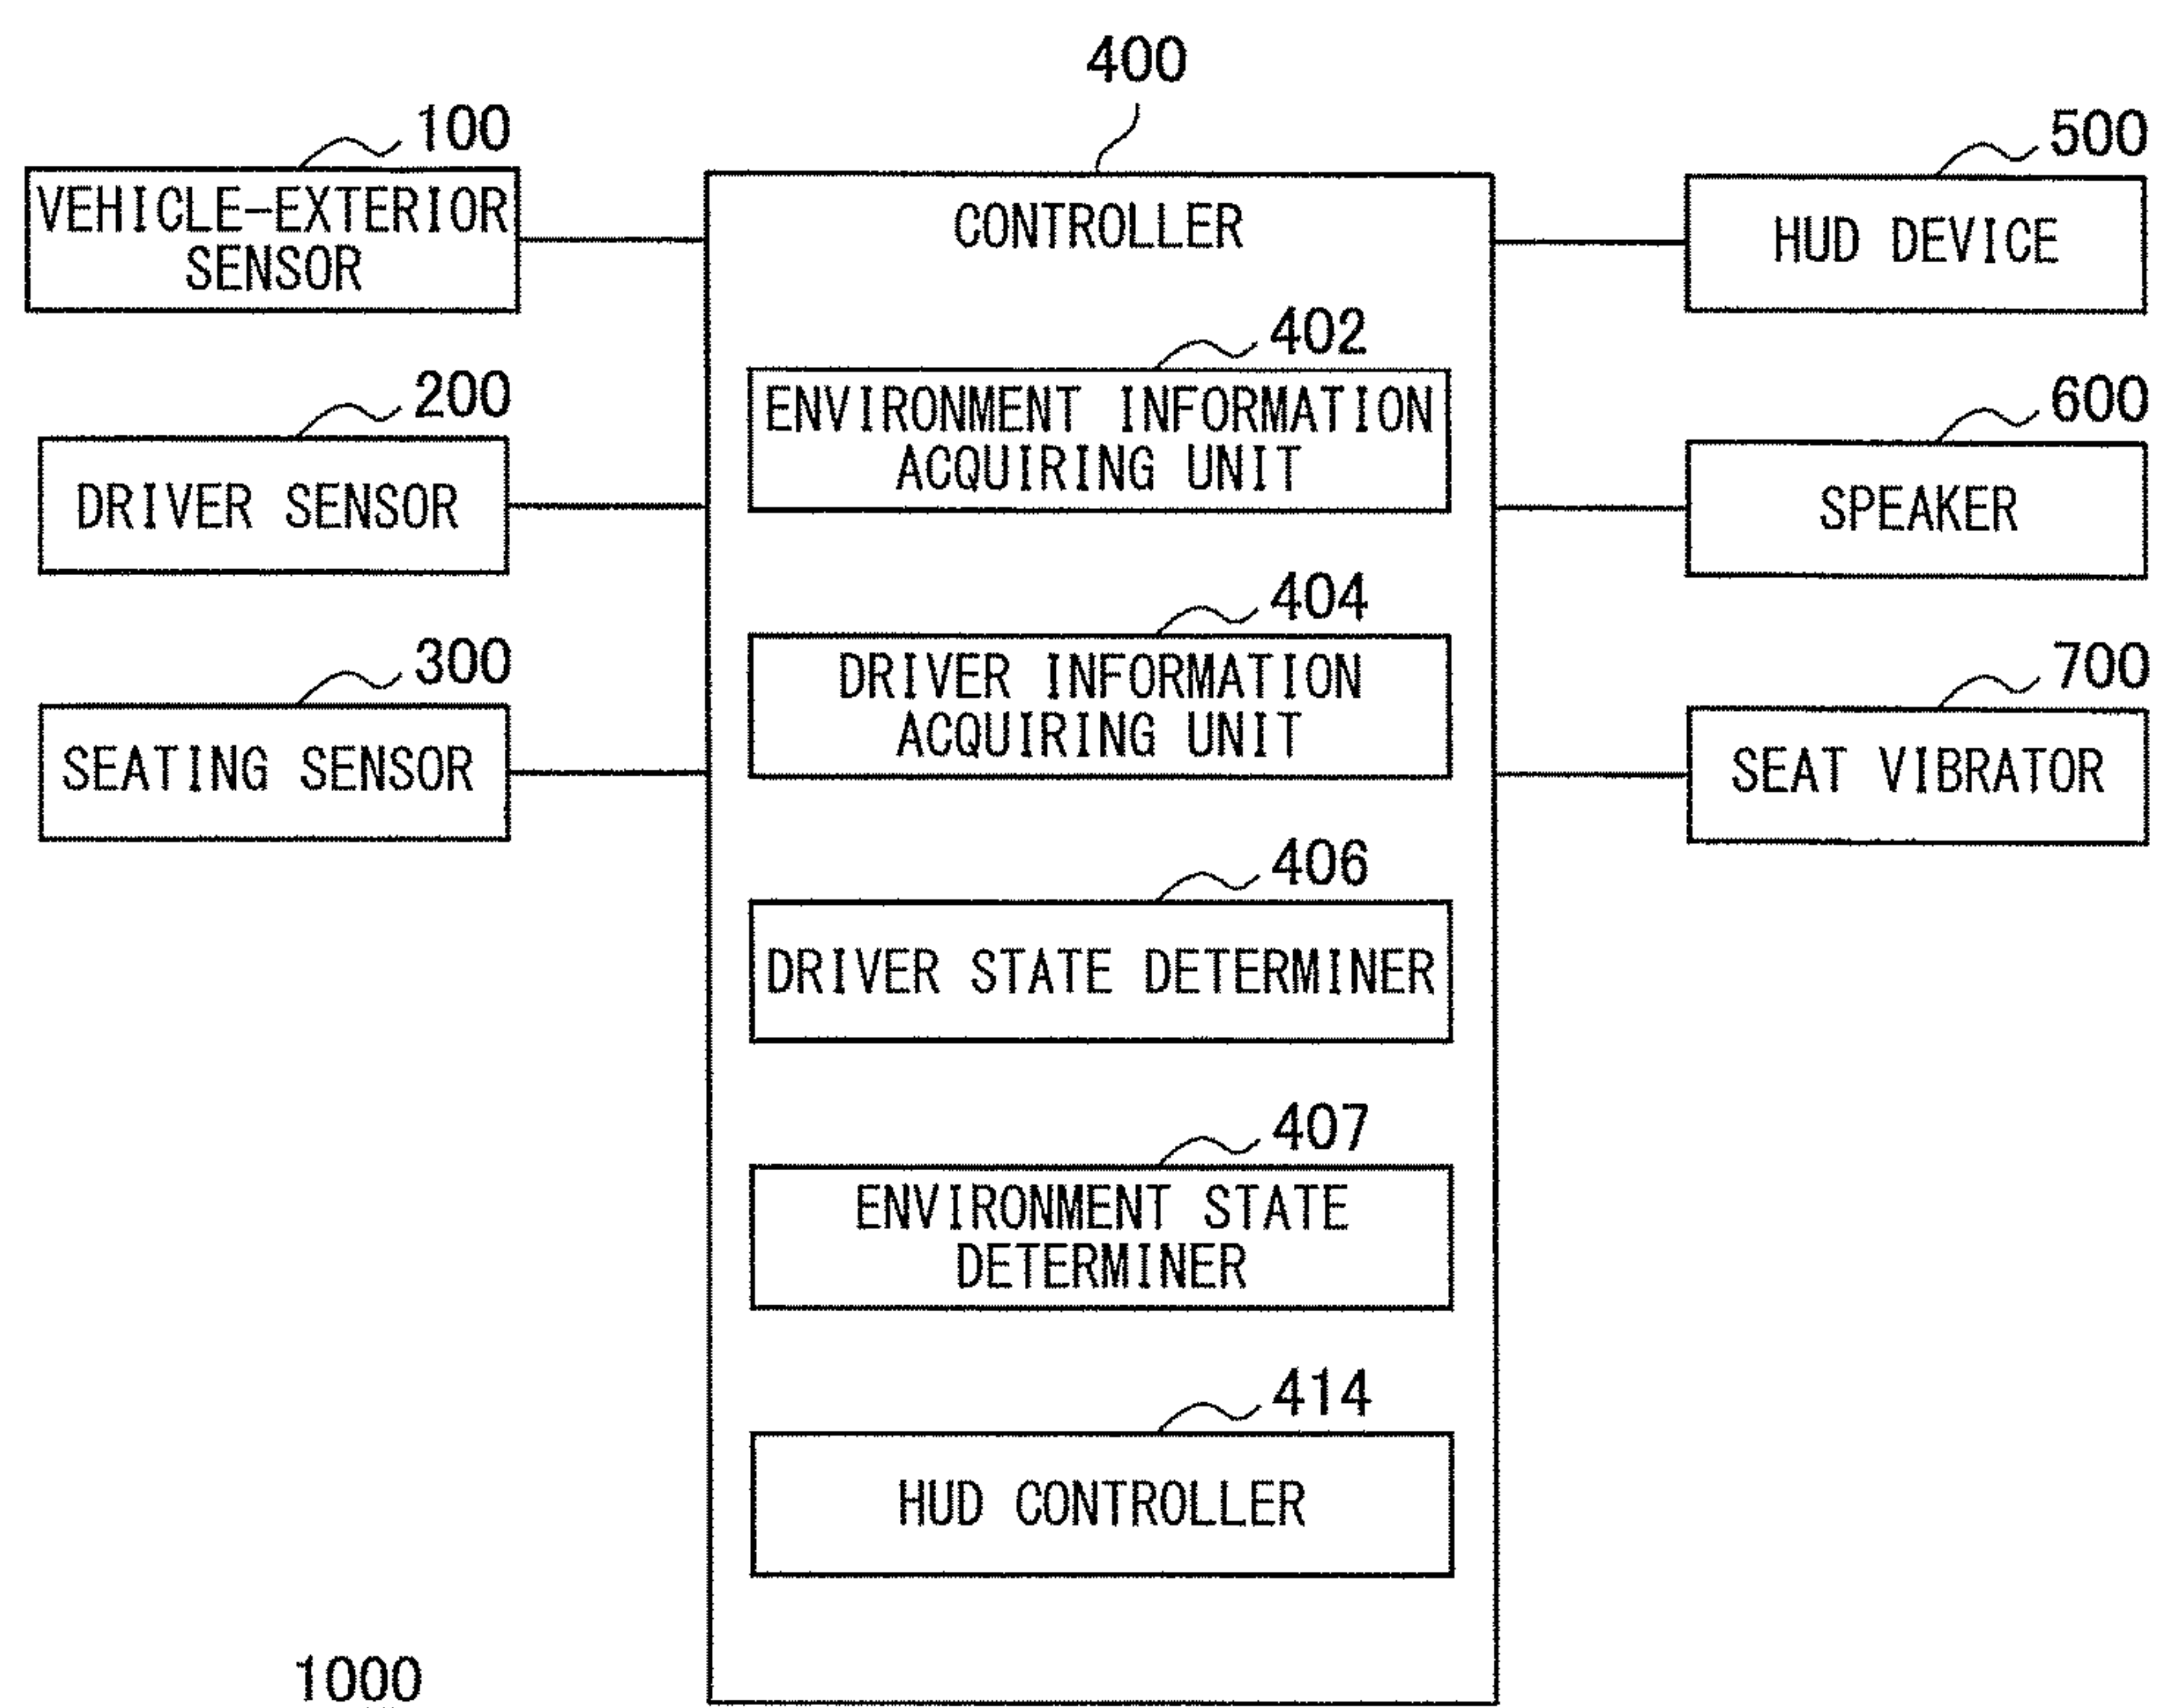 400
100
VEHICLE-EXTERIOR
SENSOR
200
DRIVER SENSOR
300
SEATING SENSOR
CONTROLLER
402
ENVIRONMENT INFORMATION
ACQUIRING UNIT
404
DRIVER INFORMATION
ACQUIRING UNIT
406
DRIVER STATE DETERMINER
407
ENVIRONMENT STATE
DETERMINER
414
HUD CONTROLLER
500
HUD DEVICE
600
SPEAKER
700
SEAT VIBRATOR
1000